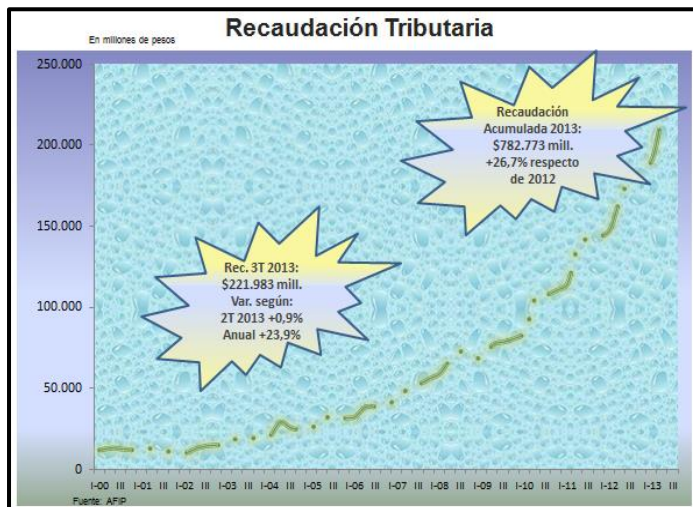 Recaudación Tributaria
En millones de pesos
250.000
200.000
150.000
100.000
50.000
0
Recaudación
Acumulada 2013:
$782.773 mill.
+26,7% respecto
de 2012
Rec. 3T 2013:
$221.983 mill.
Var. según:
2T 2013 +0,9%
Anual +23,9%
I-00 III I-01 III I-02 III I-03 III I-04 III I-05 III I-06 III I-07 III I-08 III I-09 III I-10 III I-11 III I-12 III I-13 III
Fuente: AFIP